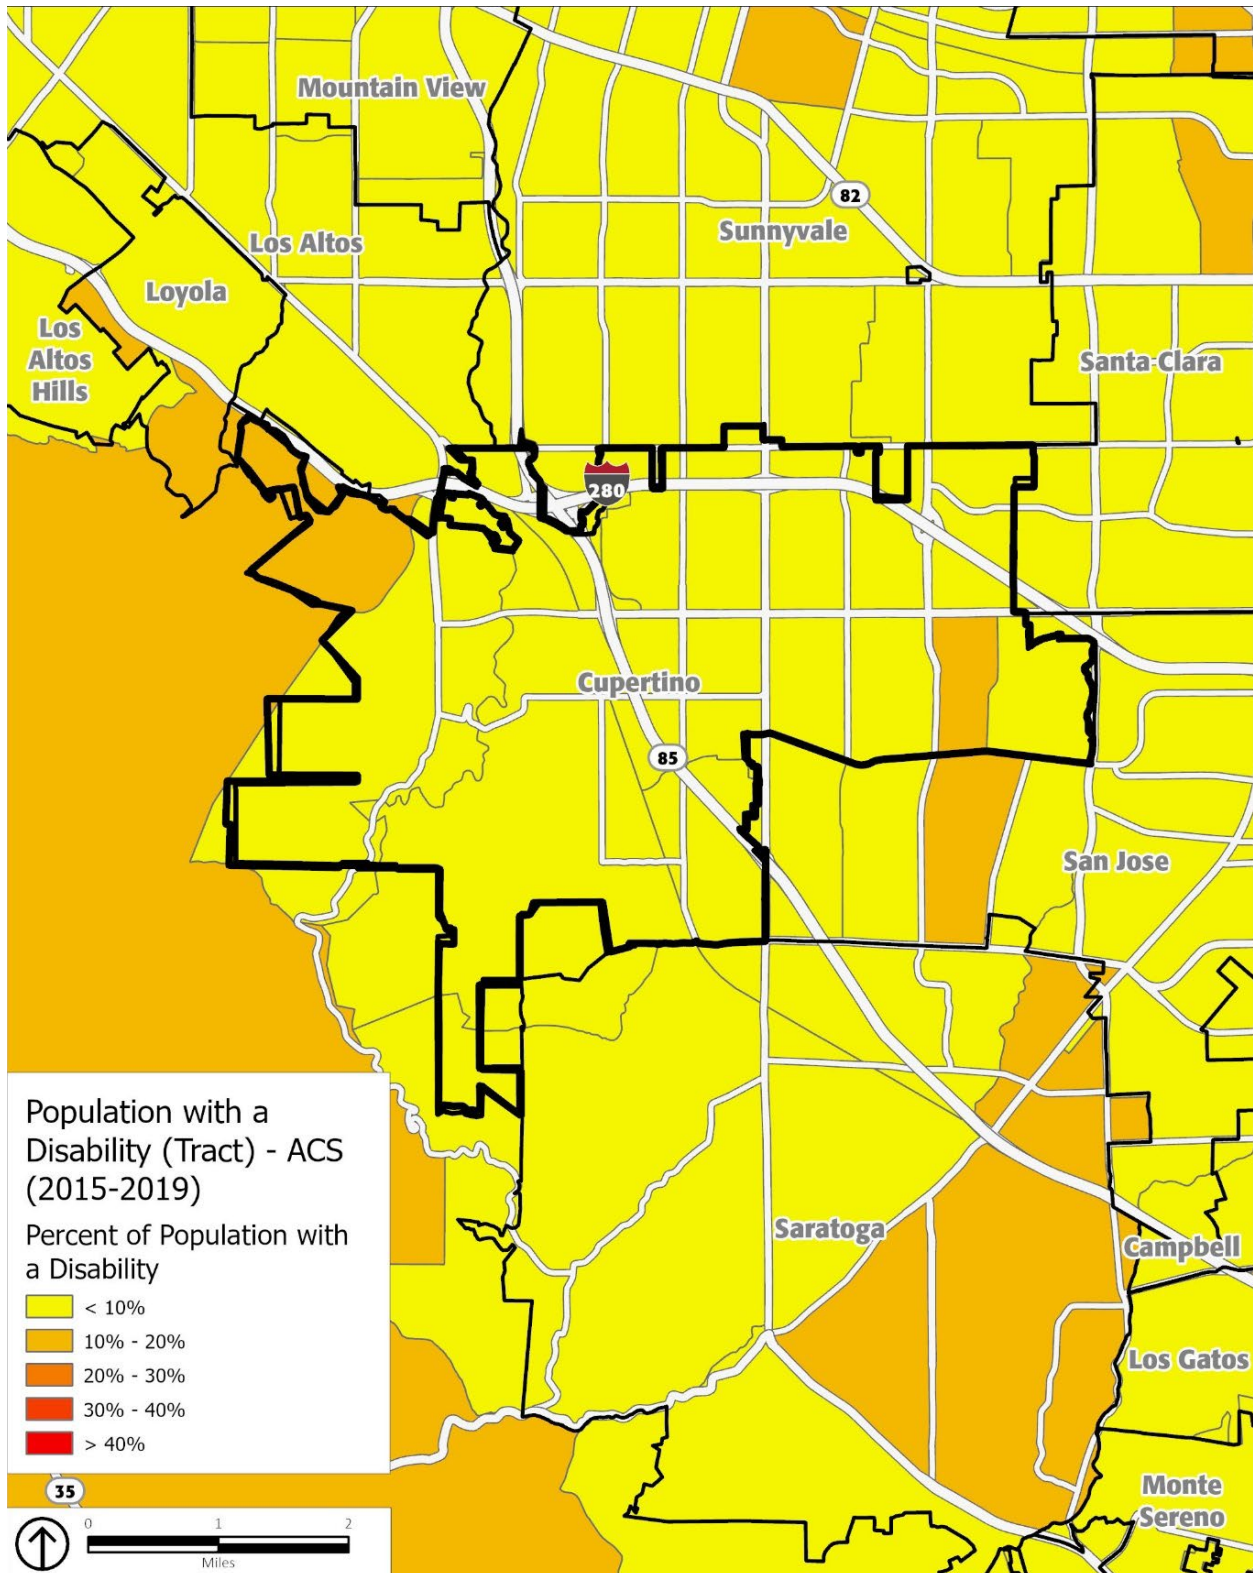 Mountain View
82
Sunnyvale
Los Altos
Loyola
Los
Altos
Hills
Santa Clara
280
Cupertino
85
San Jose
Population with a
Disability (Tract) - ACS
(2015-2019)
Percent of Population with
a Disability
< 10%
10% - 20%
20% - 30%
30% - 40%
> 40%
Saratoga
Campbell
Los Gatos
Monte
Sereno
35
0 1 2
Miles